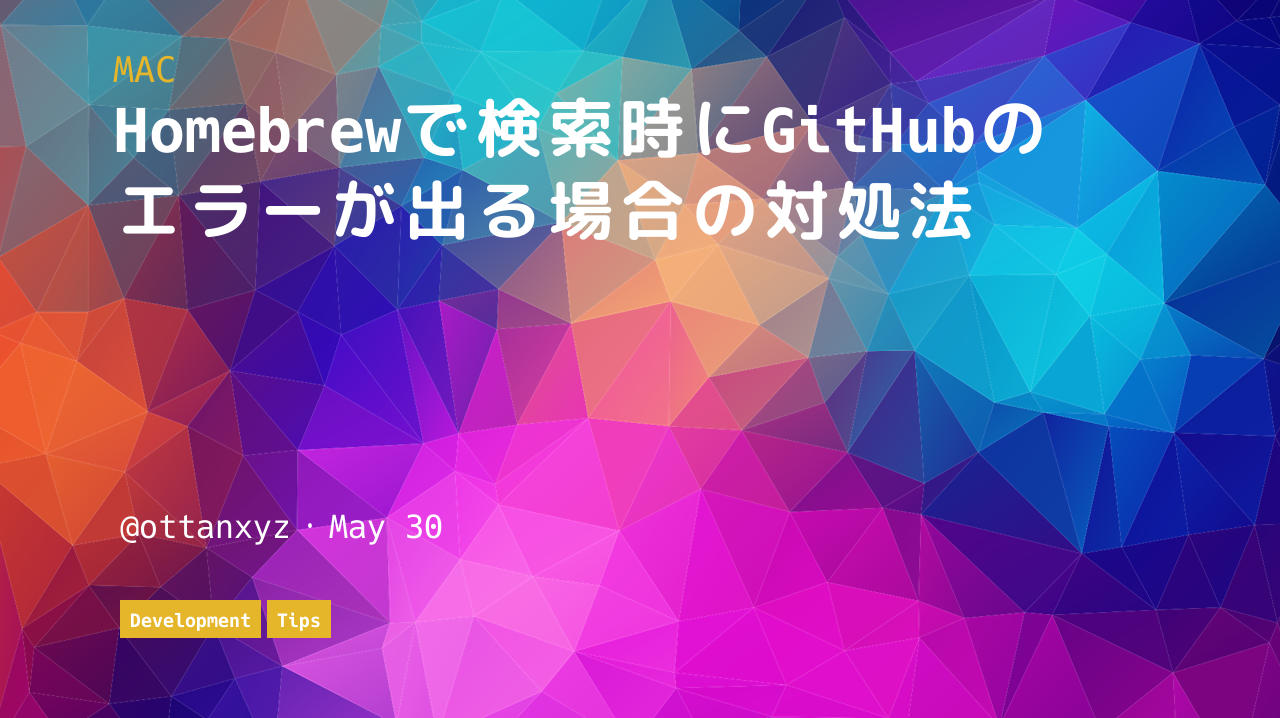 MAC
Homebrewで検索時にGitHubの
エラーが出る場合の対処法
@ottanxyz・May 30
Development Tips